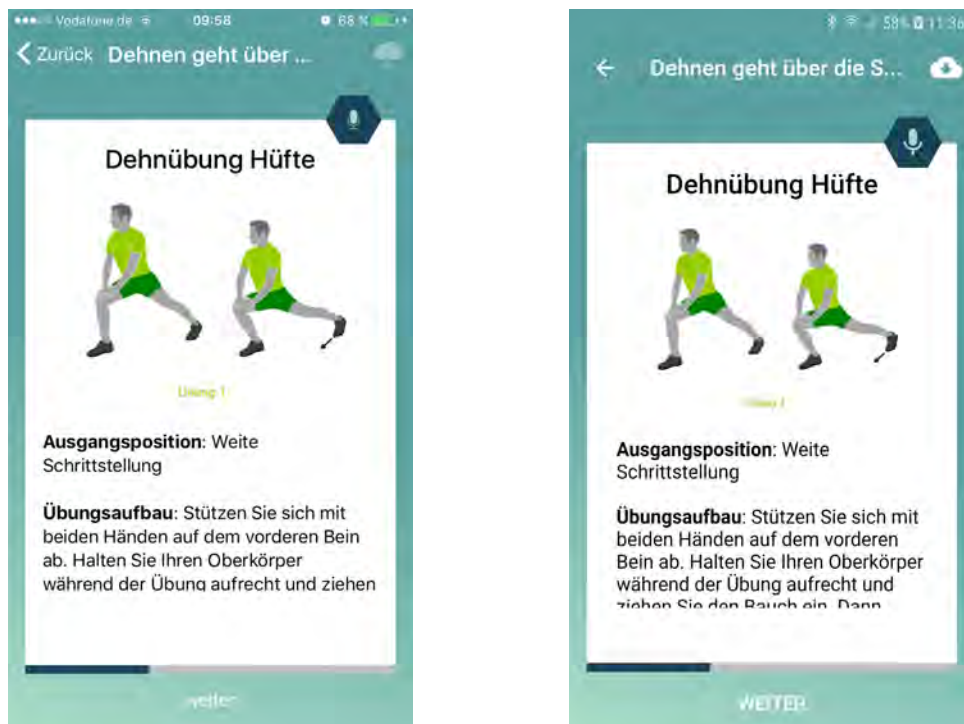 Vodafone.de 09:58 68 %
Zurück Dehnen geht über ...
Dehnübung Hüfte
Übung 1
Ausgangsposition: Weite
Schrittstellung
Übungsaufbau: Stützen Sie sich mit
beiden Händen auf dem vorderen Bein
ab. Halten Sie Ihren Oberkörper
während der Übung aufrecht und ziehen
weiter
58% 11:36
Dehnen geht über die S...
Dehnübung Hüfte
Übung 1
Ausgangsposition: Weite
Schrittstellung
Übungsaufbau: Stützen Sie sich mit
beiden Händen auf dem vorderen
Bein ab. Halten Sie Ihren Oberkörper
während der Übung aufrecht und
ziehen Sie den Bauch ein. Dann
WEITER